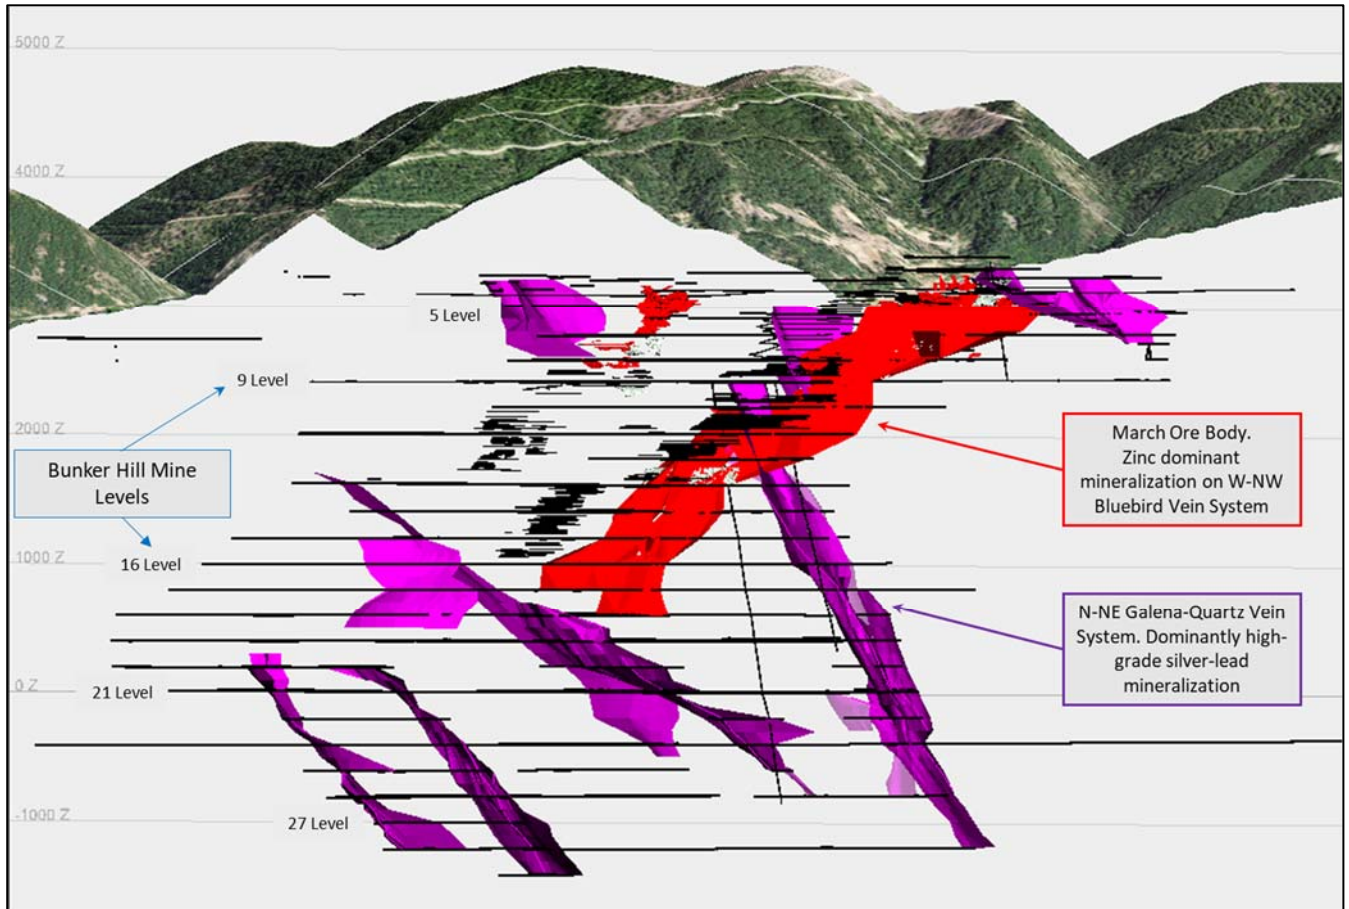 5000 Z
4000 Z
5 Level
9 Level
2000 Z
March Ore Body.
Zinc dominant
mineralization on W-NW
Bluebird Vein System
Bunker Hill Mine
Levels
1000 Z
16 Level
N-NE Galena-Quartz Vein
System. Dominantly high-
grade silver-lead
mineralization
0 Z
21 Level
-1000 Z
27 Level